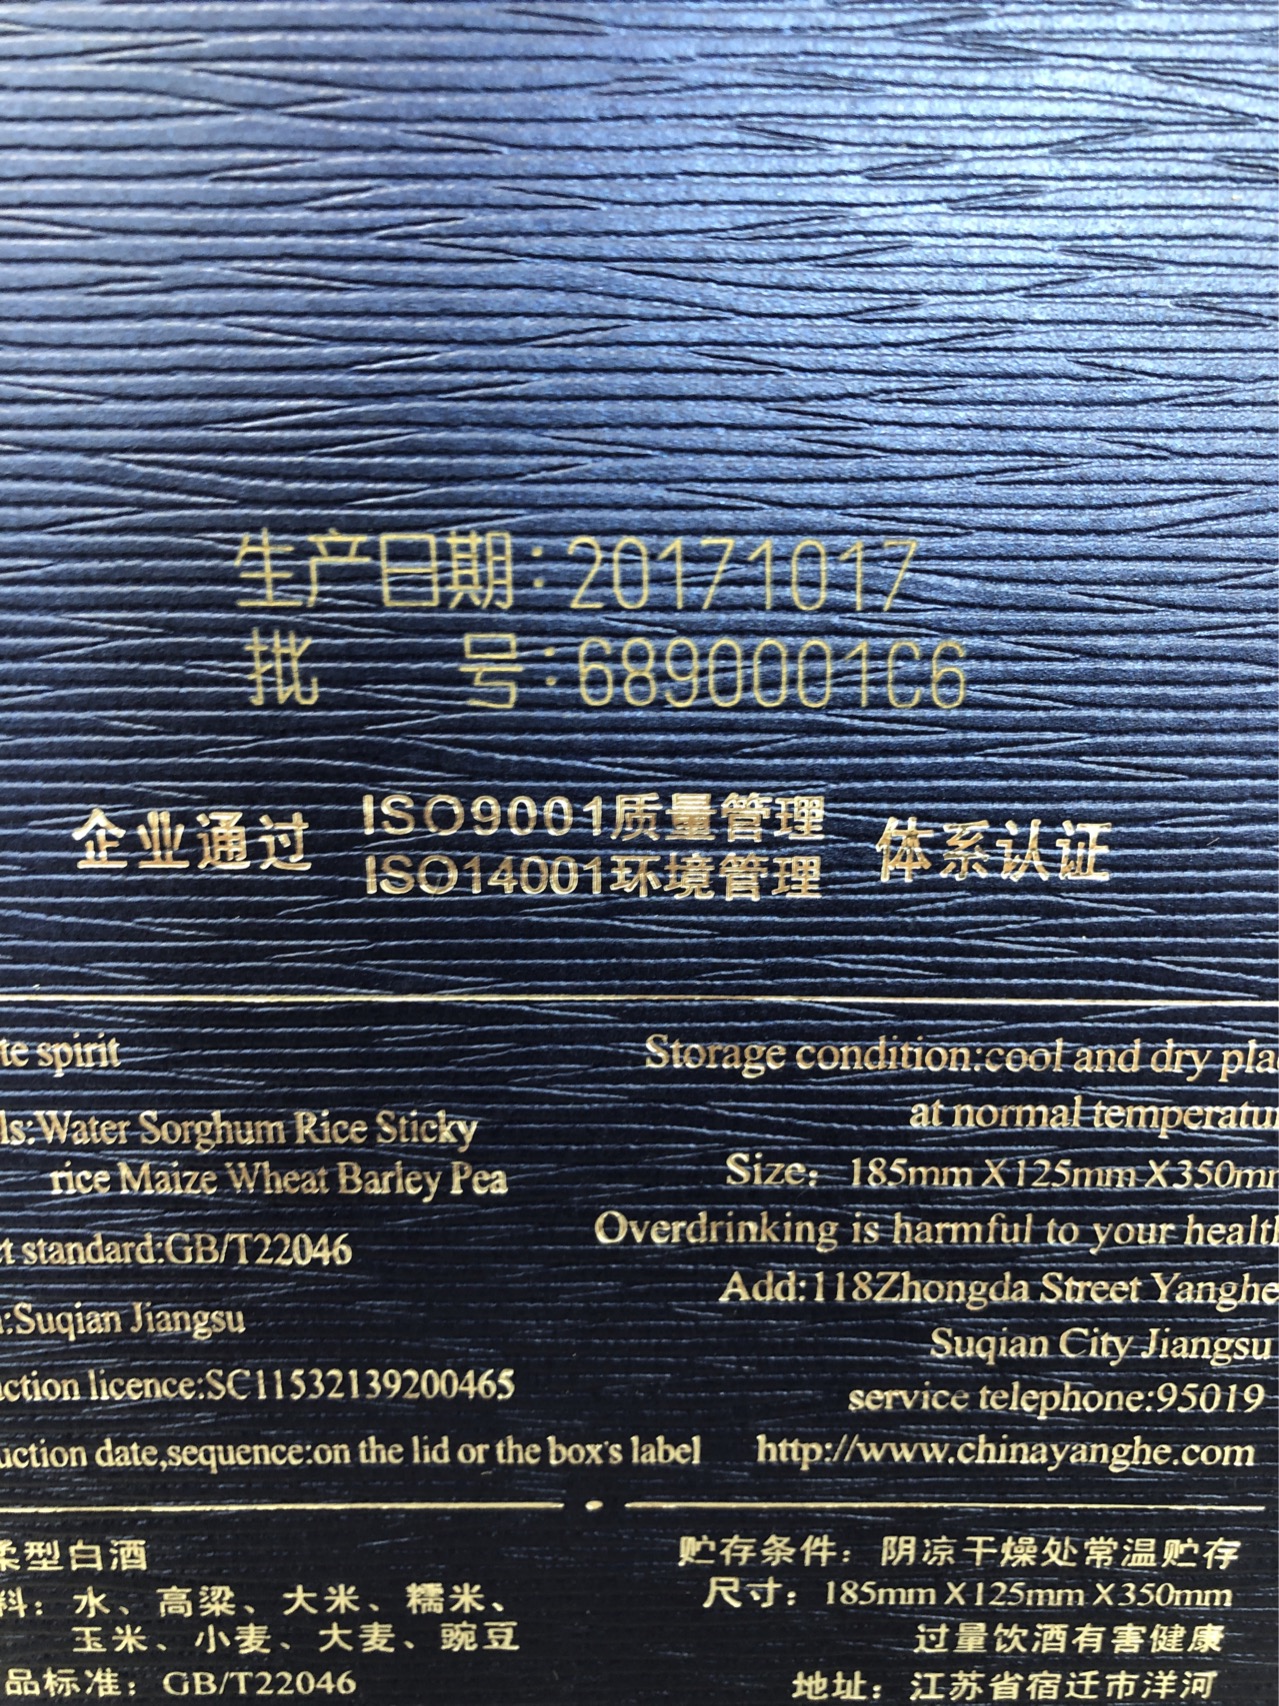 生产日期:20171017
批 号:6890001C6
企业通过 ISO9001质量管理 体系认证
ISO14001环境管理
te spirit
ls:Water Sorghum Rice Sticky
rice Maize Wheat Barley Pea
t standard:GB/T22046
:Suqian Jiangsu
ction licence:SC11532139200465
uction date,sequence:on the lid or the box's label
Storage condition:cool and dry pla
at normal temperatu
Size: 185mm X125mm X350m
Overdrinking is harmful to your health
Add:118Zhongda Street Yanghe
Suqian City Jiangsu
service telephone:95019
http://www.chinayanghe.com
柔型白酒
料：水、高粱、大米、糯米、
玉米、小麦、大麦、豌豆
品标准：GB/T22046
贮存条件：阴凉干燥处常温贮存
尺寸：185mm X125mm X350mm
过量饮酒有害健康
地址：江苏省宿迁市洋河